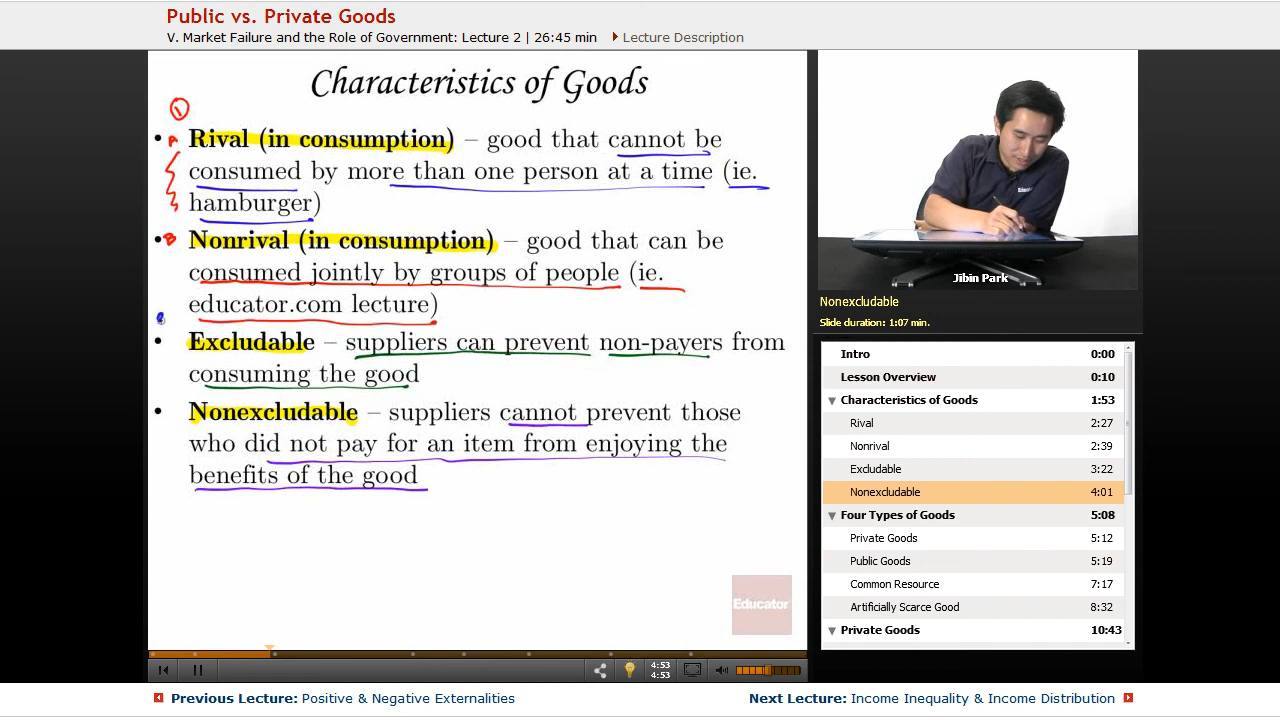 Public vs. Private Goods
V. Market Failure and the Role of Government: Lecture 2 | 26:45 min
Lecture Description
Characteristics of Goods
1
• A Rival (in consumption) – good that cannot be
consumed by more than one person at a time (ie.
hamburger)
• B Nonrival (in consumption) – good that can be
consumed jointly by groups of people (ie.
educator.com lecture)
• Excludable – suppliers can prevent non-payers from
consuming the good
• Nonexcludable – suppliers cannot prevent those
who did not pay for an item from enjoying the
benefits of the good
Educator
4:53
4:53
Jibin Park
Nonexcludable
Slide duration: 1:07 min.
Intro 0:00
Lesson Overview 0:10
Characteristics of Goods 1:53
Rival 2:27
Nonrival 2:39
Excludable 3:22
Nonexcludable 4:01
Four Types of Goods 5:08
Private Goods 5:12
Public Goods 5:19
Common Resource 7:17
Artificially Scarce Good 8:32
Private Goods 10:43
Previous Lecture: Positive & Negative Externalities
Next Lecture: Income Inequality & Income Distribution